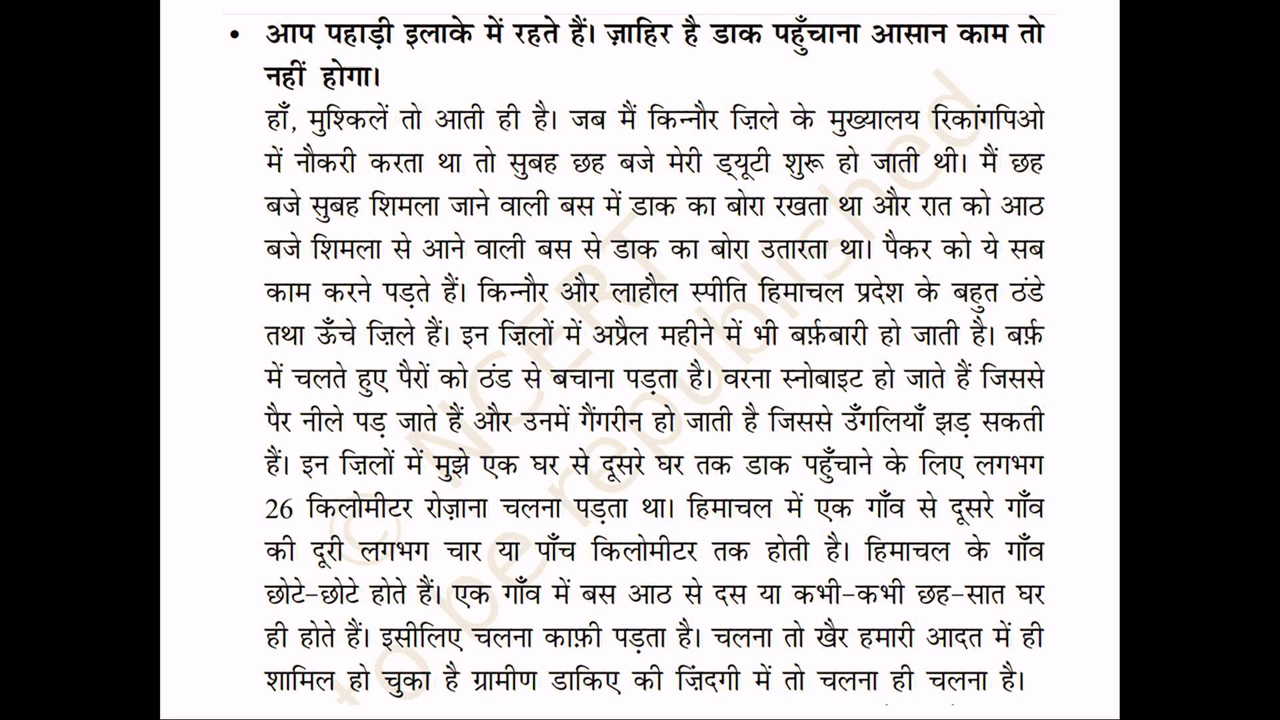 • आप पहाड़ी इलाके में रहते हैं। ज़ाहिर है डाक पहुँचाना आसान काम तो
नहीं होगा।
हाँ, मुश्किलें तो आती ही है। जब मैं किन्नौर ज़िले के मुख्यालय रिकांगपिओ
में नौकरी करता था तो सुबह छह बजे मेरी ड्यूटी शुरू हो जाती थी। मैं छह
बजे सुबह शिमला जाने वाली बस में डाक का बोरा रखता था और रात को आठ
बजे शिमला से आने वाली बस से डाक का बोरा उतारता था। पैकर को ये सब
काम करने पड़ते हैं। किन्नौर और लाहौल स्पीति हिमाचल प्रदेश के बहुत ठंडे
तथा ऊँचे ज़िले हैं। इन ज़िलों में अप्रैल महीने में भी बर्फ़बारी हो जाती है। बर्फ़
में चलते हुए पैरों को ठंड से बचाना पड़ता है। वरना स्नोबाइट हो जाते हैं जिससे
पैर नीले पड़ जाते हैं और उनमें गैंगरीन हो जाती है जिससे उँगलियाँ झड़ सकती
हैं। इन ज़िलों में मुझे एक घर से दूसरे घर तक डाक पहुँचाने के लिए लगभग
26 किलोमीटर रोज़ाना चलना पड़ता था। हिमाचल में एक गाँव से दूसरे गाँव
की दूरी लगभग चार या पाँच किलोमीटर तक होती है। हिमाचल के गाँव
छोटे-छोटे होते हैं। एक गाँव में बस आठ से दस या कभी-कभी छह-सात घर
ही होते हैं। इसीलिए चलना काफ़ी पड़ता है। चलना तो खैर हमारी आदत में ही
शामिल हो चुका है ग्रामीण डाकिए की ज़िंदगी में तो चलना ही चलना है।
© NCERT
to be republished